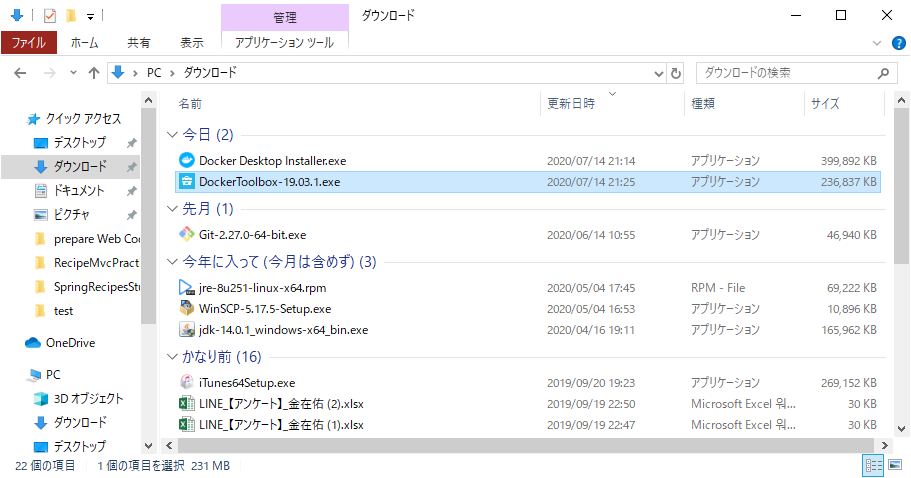 管理
ダウンロード
ファイル
ホーム
共有
表示
アプリケーション ツール
PC
ダウンロード
ダウンロードの検索
クイック アクセス
デスクトップ
ダウンロード
ドキュメント
ピクチャ
prepare Web Co
RecipeMvcPract
SpringRecipesStu
test
OneDrive
PC
3D オブジェクト
ダウンロード
デスクトップ
名前 更新日時 種類 サイズ
今日 (2)
Docker Desktop Installer.exe 2020/07/14 21:14 アプリケーション 399,892 KB
DockerToolbox-19.03.1.exe 2020/07/14 21:25 アプリケーション 236,837 KB
先月 (1)
Git-2.27.0-64-bit.exe 2020/06/14 10:55 アプリケーション 46,940 KB
今年に入って (今月は含めず) (3)
jre-8u251-linux-x64.rpm 2020/05/04 17:45 RPM - File 69,222 KB
WinSCP-5.17.5-Setup.exe 2020/05/04 16:53 アプリケーション 10,896 KB
jdk-14.0.1_windows-x64_bin.exe 2020/04/16 19:11 アプリケーション 165,962 KB
かなり前 (16)
iTunes64Setup.exe 2019/09/20 19:23 アプリケーション 269,152 KB
LINE_【アンケート】_金在佑 (2).xlsx 2019/09/19 22:50 Microsoft Excel 워... 30 KB
LINE_【アンケート】_金在佑 (1).xlsx 2019/09/19 22:47 Microsoft Excel 워... 30 KB
22 個の項目 1 個の項目を選択 231 MB